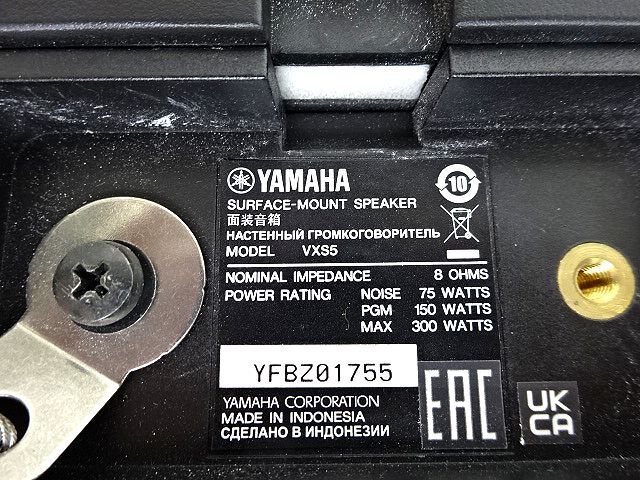 YAMAHA
10
SURFACE-MOUNT SPEAKER
面装音箱
НАСТЕННЫЙ ГРОМКОГОВОРИТЕЛЬ
MODEL VXS5
NOMINAL IMPEDANCE 8 OHMS
POWER RATING NOISE 75 WATTS
PGM 150 WATTS
MAX 300 WATTS
YFBZ01755
YAMAHA CORPORATION
MADE IN INDONESIA
СДЕЛАНО В ИНДОНЕЗИИ
EAC
UK
CA